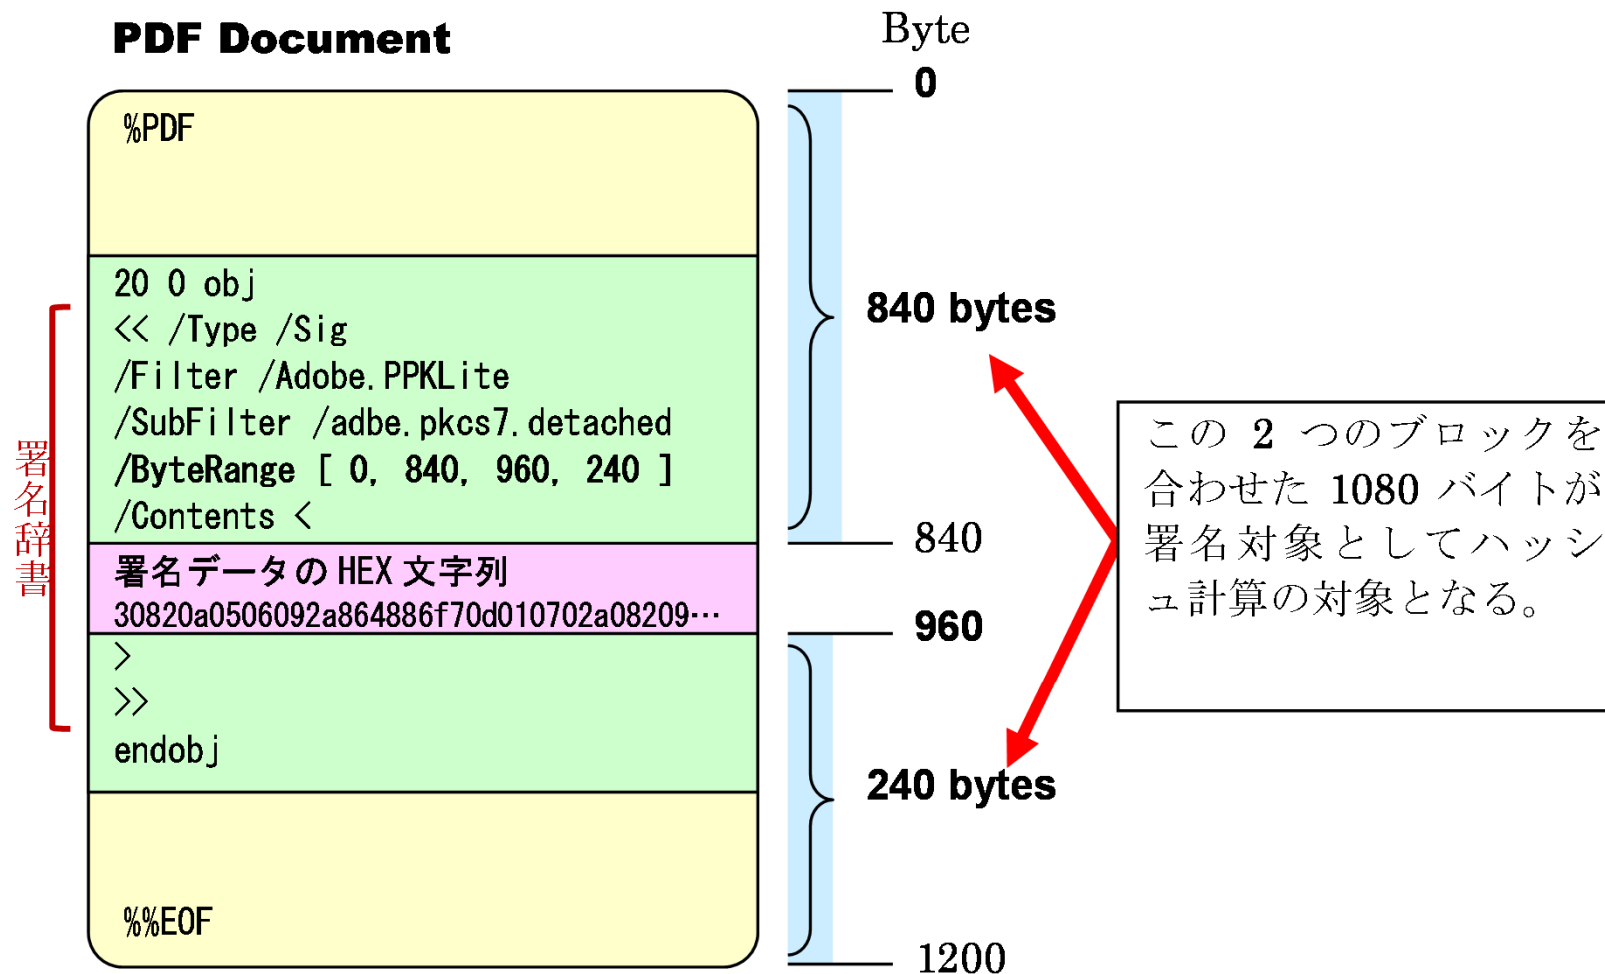 PDF Document
%PDF
20 0 obj
<< /Type /Sig
/Filter /Adobe.PPKLite
/SubFilter /adbe.pkcs7.detached
/ByteRange [ 0, 840, 960, 240 ]
/Contents <
署名データの HEX 文字列
30820a0506092a864886f70d010702a08209…
>
>>
endobj
%%EOF
署名辞書
Byte
0
840 bytes
840
960
240 bytes
1200
この 2 つのブロックを
合わせた 1080 バイトが
署名対象としてハッシ
ュ計算の対象となる。